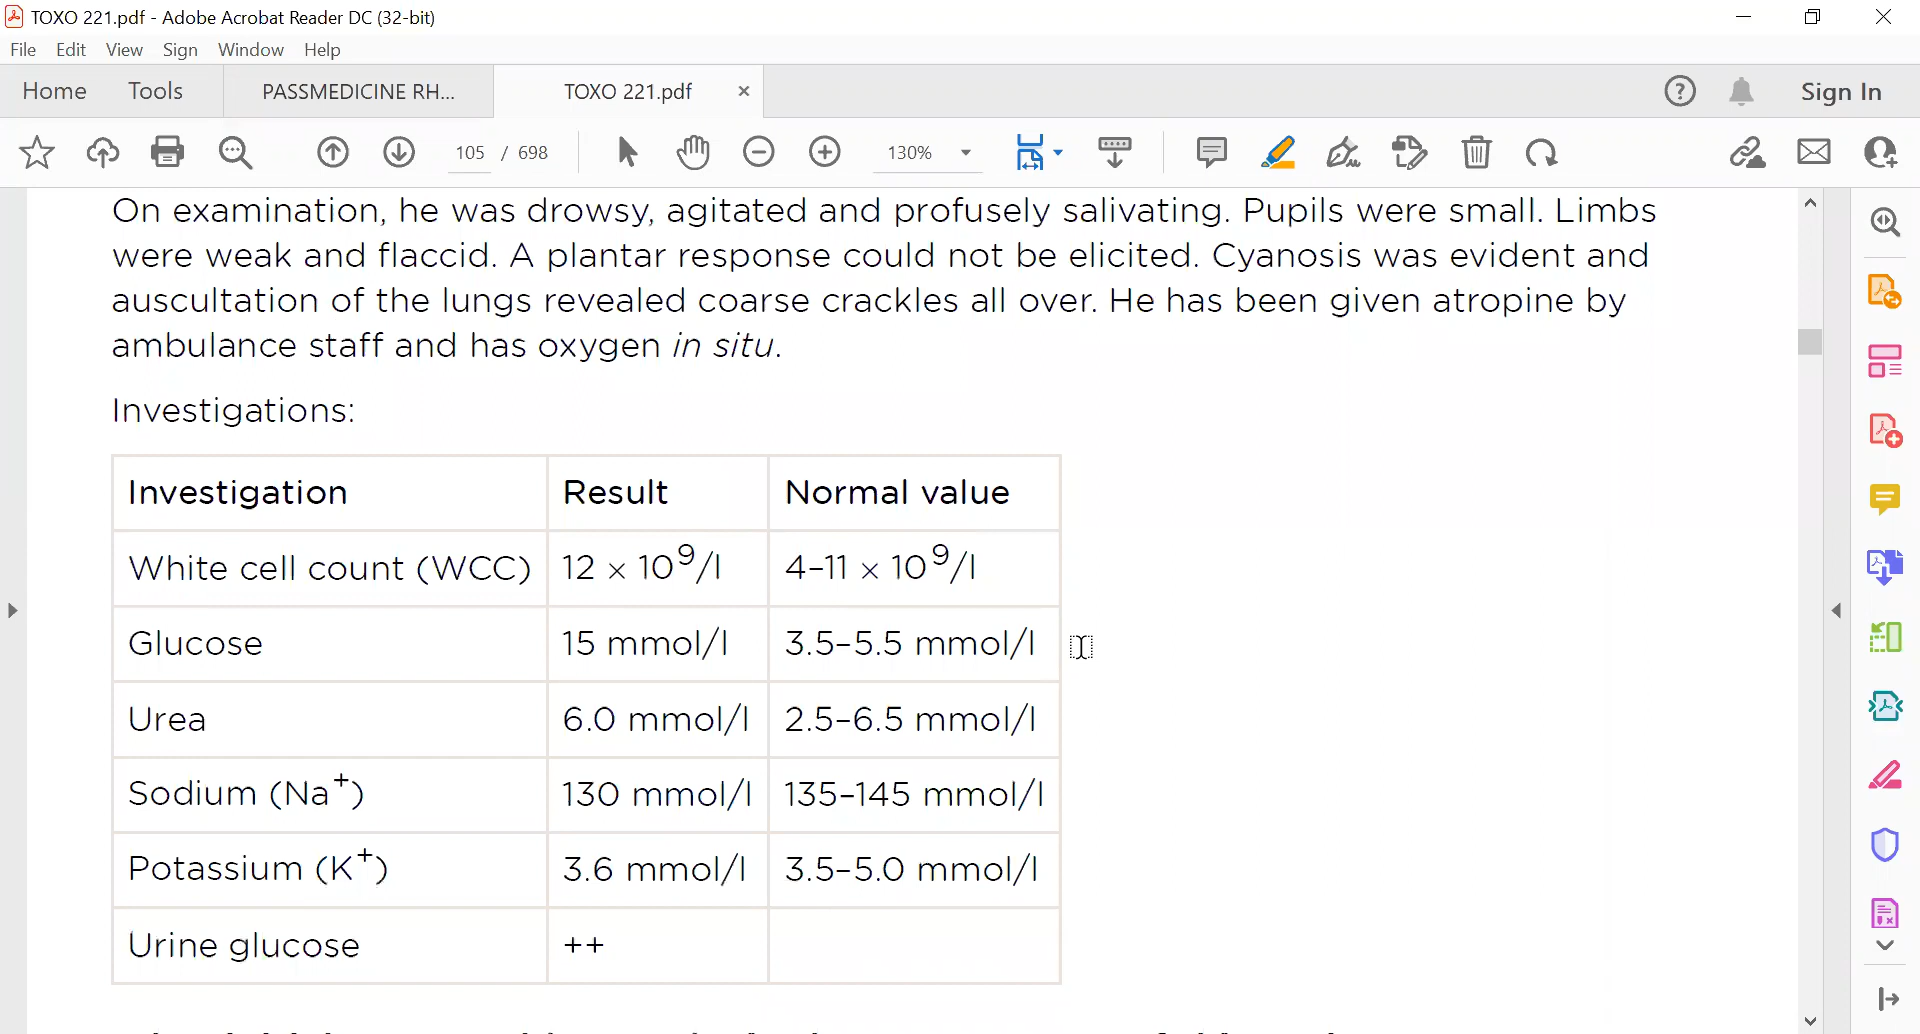 TOXO 221.pdf - Adobe Acrobat Reader DC (32-bit)
File Edit View Sign Window Help
Home Tools PASSMEDICINE RH... TOXO 221.pdf × Sign In
105 / 698 130%
On examination, he was drowsy, agitated and profusely salivating. Pupils were small. Limbs
were weak and flaccid. A plantar response could not be elicited. Cyanosis was evident and
auscultation of the lungs revealed coarse crackles all over. He has been given atropine by
ambulance staff and has oxygen in situ.
Investigations:
Investigation Result Normal value
White cell count (WCC) 12 × 10⁹/l 4–11 × 10⁹/l
Glucose 15 mmol/l 3.5–5.5 mmol/l
Urea 6.0 mmol/l 2.5–6.5 mmol/l
Sodium (Na⁺) 130 mmol/l 135–145 mmol/l
Potassium (K⁺) 3.6 mmol/l 3.5–5.0 mmol/l
Urine glucose ++